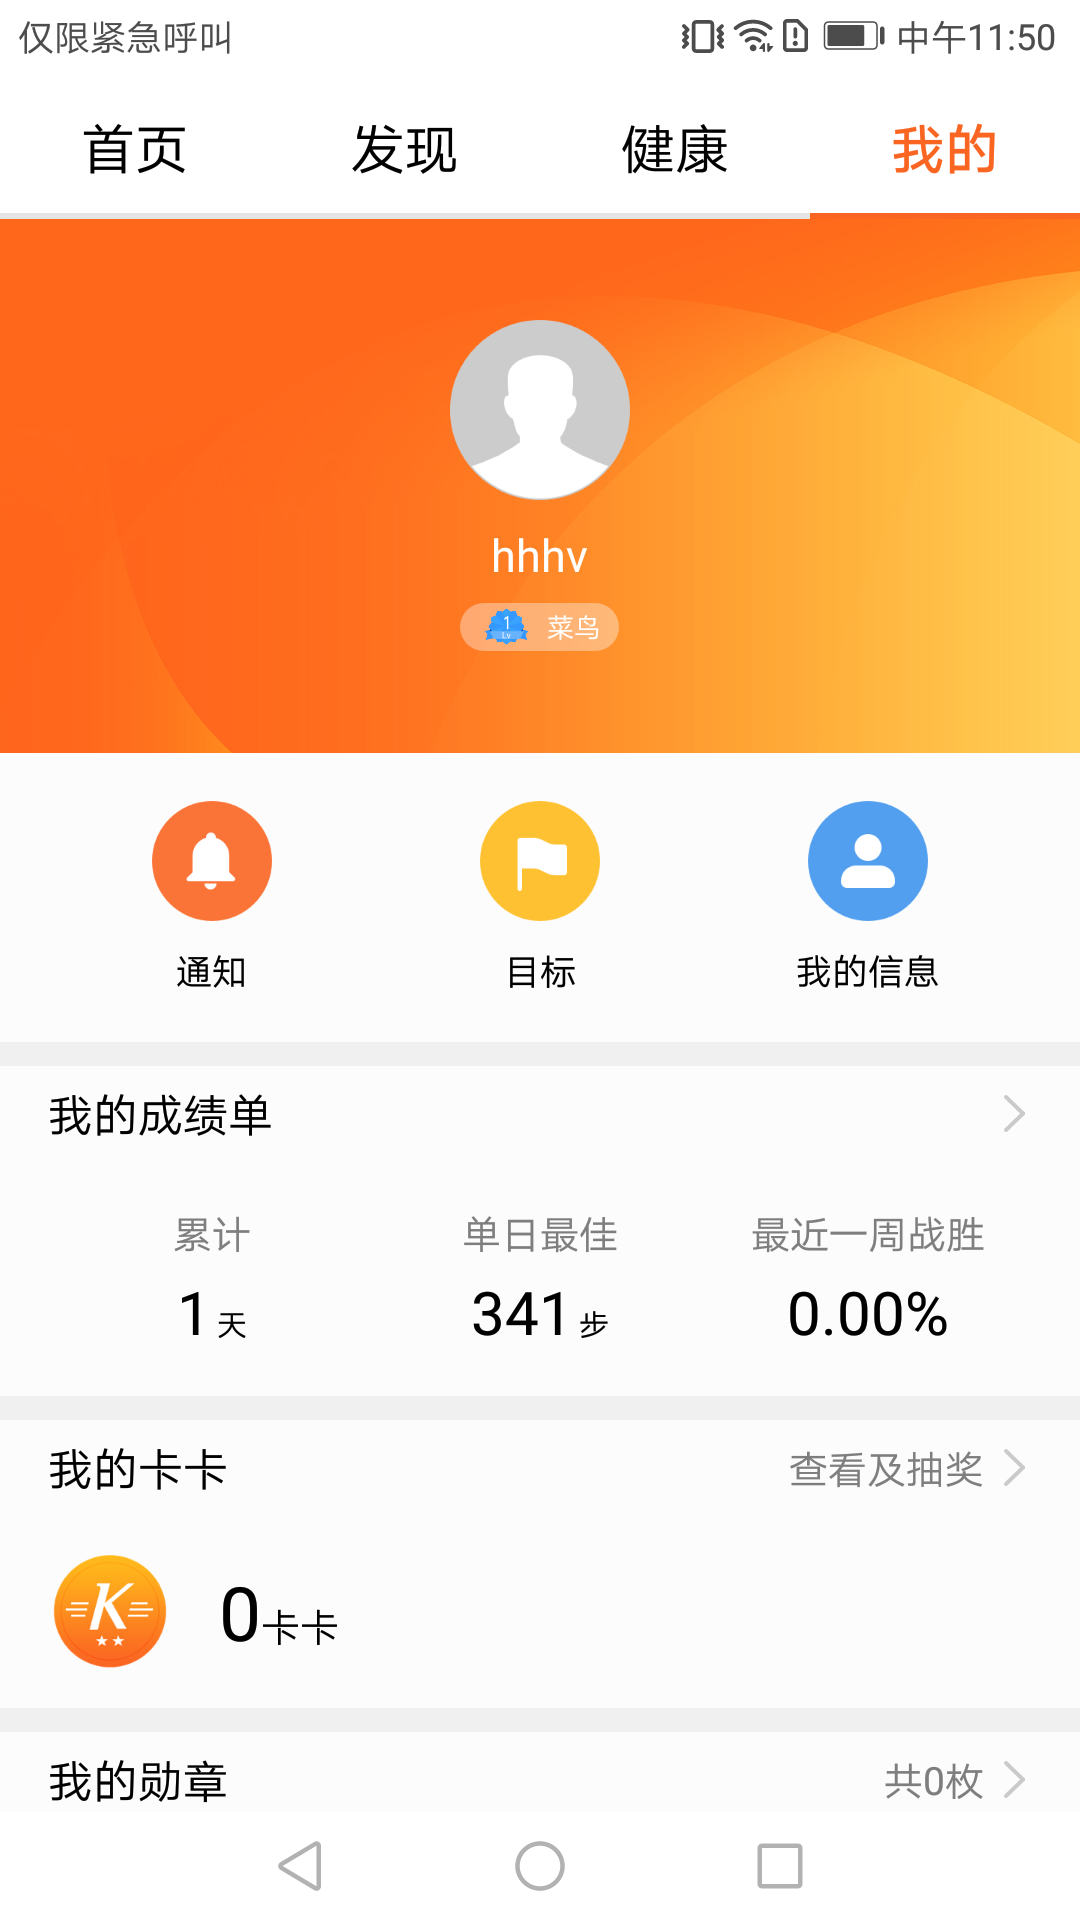 仅限紧急呼叫 中午11:50
首页 发现 健康 我的
hhhv
1 Lv 菜鸟
通知 目标 我的信息
我的成绩单
累计 单日最佳 最近一周战胜
1天 341步 0.00%
我的卡卡 查看及抽奖
K 0卡卡
我的勋章 共0枚